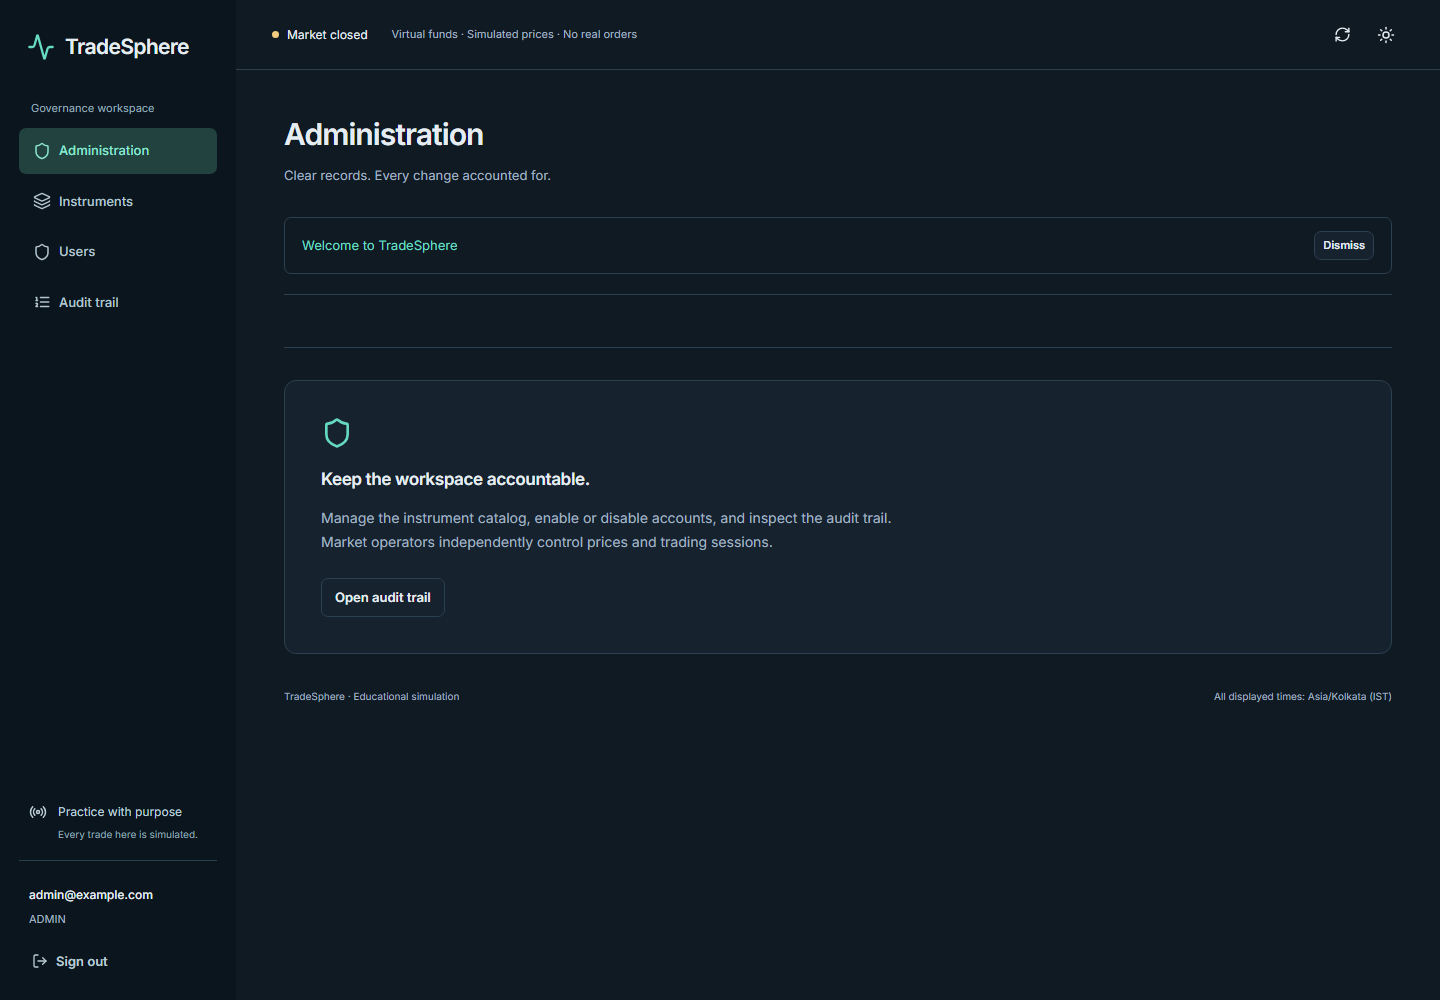 TradeSphere
Governance workspace
Administration
Instruments
Users
Audit trail
Practice with purpose
Every trade here is simulated.
admin@example.com
ADMIN
Sign out
Market closed
Virtual funds · Simulated prices · No real orders
Administration
Clear records. Every change accounted for.
Welcome to TradeSphere
Dismiss
Keep the workspace accountable.
Manage the instrument catalog, enable or disable accounts, and inspect the audit trail.
Market operators independently control prices and trading sessions.
Open audit trail
TradeSphere · Educational simulation
All displayed times: Asia/Kolkata (IST)